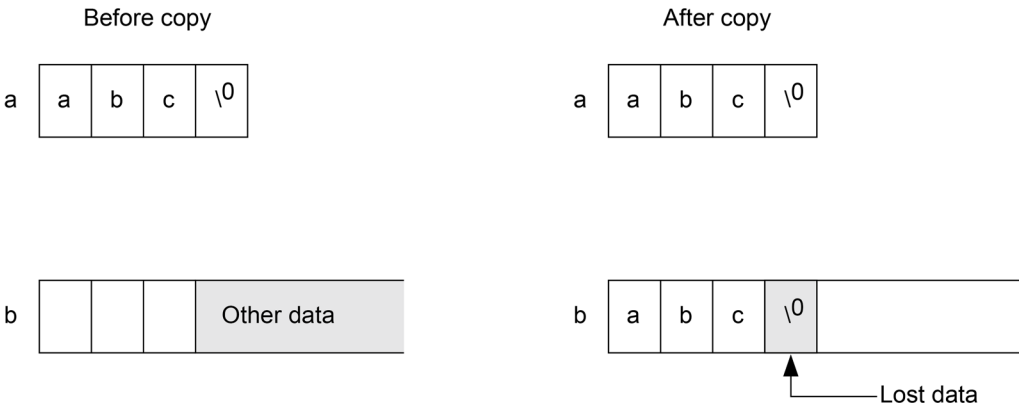 Before copy
After copy
a a b c \0
a a b c \0
b Other data
b a b c \0
Lost data